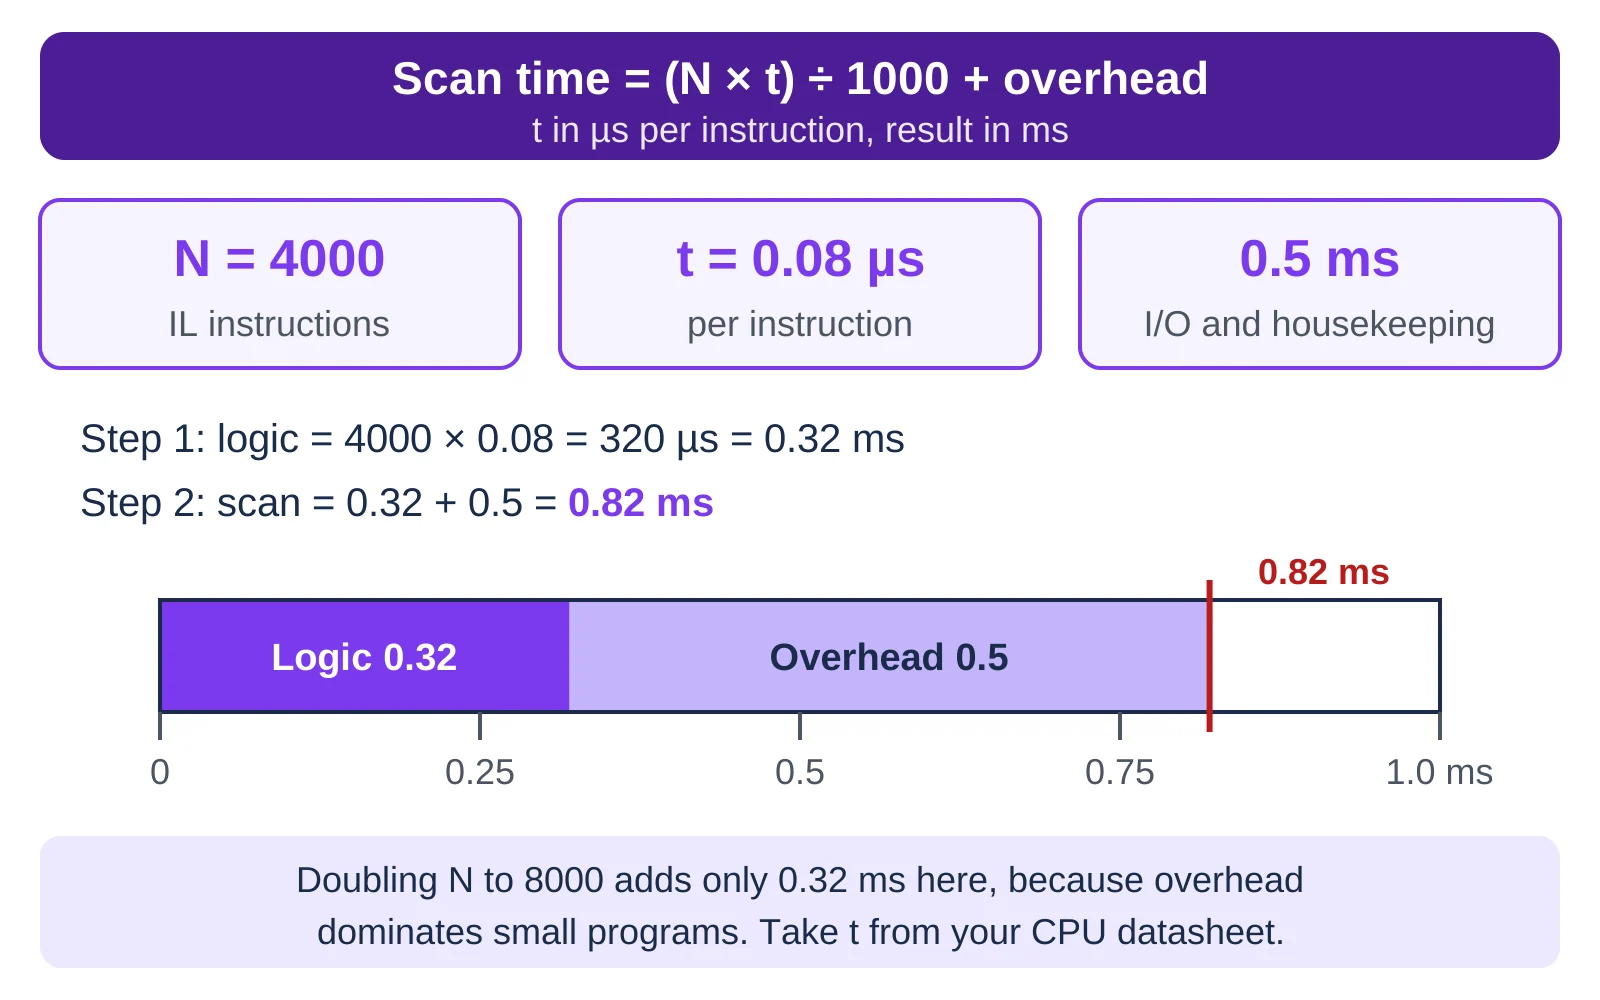 Scan time = (N × t) ÷ 1000 + overhead
t in µs per instruction, result in ms
N = 4000
IL instructions
t = 0.08 µs
per instruction
0.5 ms
I/O and housekeeping
Step 1: logic = 4000 × 0.08 = 320 µs = 0.32 ms
Step 2: scan = 0.32 + 0.5 = 0.82 ms
0.82 ms
Logic 0.32
Overhead 0.5
0
0.25
0.5
0.75
1.0 ms
Doubling N to 8000 adds only 0.32 ms here, because overhead
dominates small programs. Take t from your CPU datasheet.